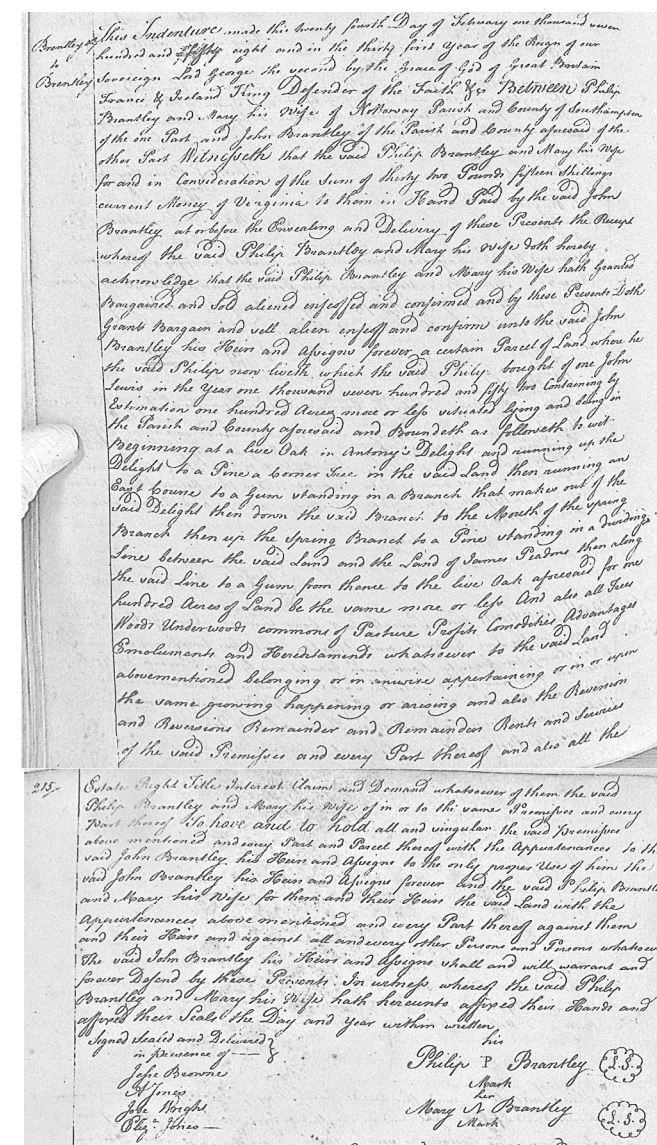 Brantley &c
to
Brantley
This Indenture made this twenty fourth Day of February one thousand seven
hundred and fifty eight and in the thirty first Year of the Reign of our
Sovereign Lord George the second by the Grace of God of Great Britain
France & Ireland King Defender of the Faith &c Between Philip
Brantley and Mary his Wife of Nottoway Parish and County of Southampton
of the one Part and John Brantley of the Parish and County aforesaid of the
other Part Witnesseth that the said Philip Brantley and Mary his Wife
for and in Consideration of the Sum of thirty two Pounds fifteen Shillings
current Money of Virginia to them in Hand Paid by the said John
Brantley at or before the Ensealing and Delivery of these Presents the Receipt
whereof the said Philip Brantley and Mary his Wife doth hereby
acknowledge that the said Philip Brantley and Mary his Wife hath Granted
Bargained and Sold aliened enfeoffed and confirmed and by these Presents Doth
Grant Bargain and sell alien enfeoff and confirm unto the said John
Brantley his Heirs and Assigns forever a certain Parcel of Land where he
the said Philip now liveth which the said Philip bought of one John
Lewis in the Year one thousand seven hundred and fifty two Containing by
Estimation one hundred Acres more or less situated lying and being in
the Parish and County aforesaid and Boundeth as followeth to wit
Beginning at a live Oak in Antony's Delight and running up the
Delight to a Pine a Corner Tree in the said Land then running an
East Course to a Gum standing in a Branch that makes out of the
said Delight then down the said Branch to the Mouth of the spring
Branch then up the Spring Branch to a Pine standing in a dividing
Line between the said Land and the Land of James Peadons then along
the said Line to a Gum from thence to the live Oak aforesaid for one
hundred Acres of Land be the same more or less And also all Trees
Woods Underwoods commons of Pasture Profits Comodities Advantages
Emoluments and Hereditaments whatsoever to the said Land
abovementioned belonging or in anywise appertaining or in or upon
the same growing happening or arising and also the Reversion
and Reversions Remainder and Remainders Rents and Services
of the said Premisses and every Part thereof and also all the
215/-
Estate Right Title Interest Claim and Demand whatsoever of them the said
Philip Brantley and Mary his Wife of in or to the same Premisses and every
Part thereof To have and to hold all and singular the said Premisses
above mentioned and every Part and Parcel thereof with the Appurtenances to the
said John Brantley his Heirs and Assigns to the only proper Use of him the
said John Brantley his Heirs and Assigns forever and the said Philip Brantley
and Mary his Wife for them and their Heirs the said Land with the
Appurtenances above mentioned and every Part thereof against them
and their Heirs and against all and every other Persons and Persons whatsoever
The said John Brantley his Heirs and Assigns shall and will warrant and
forever Defend by these Presents. In witness whereof the said Philip
Brantley and Mary his Wife hath hereunto affixed their Hands and
affixed their Seals the Day and Year within written
Signed Sealed and Delivered
in presence of ----
Jesse Browne
A Jones
Jobe Wright
Eliza. Jones —
his
Philip P Brantley L.S.
Mark
her
Mary N Brantley L.S.
Mark